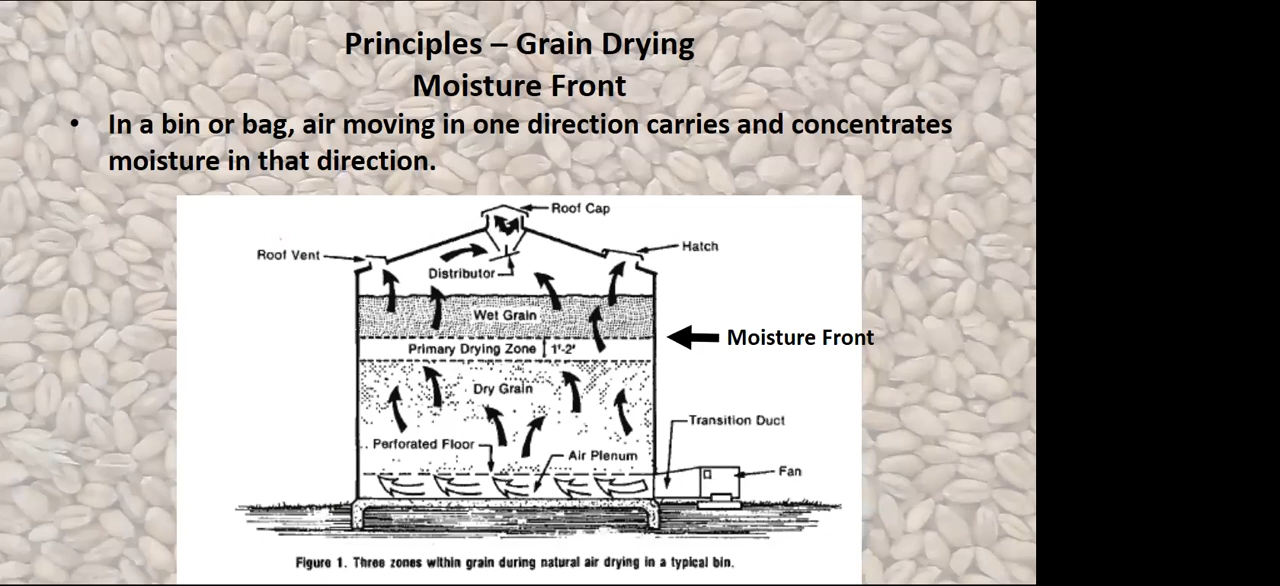 Principles – Grain Drying
Moisture Front
• In a bin or bag, air moving in one direction carries and concentrates
moisture in that direction.
Roof Cap
Roof Vent
Hatch
Distributor
Wet Grain
Moisture Front
Primary Drying Zone 1'-2'
Dry Grain
Transition Duct
Perforated Floor
Air Plenum
Fan
Figure 1. Three zones within grain during natural air drying in a typical bin.